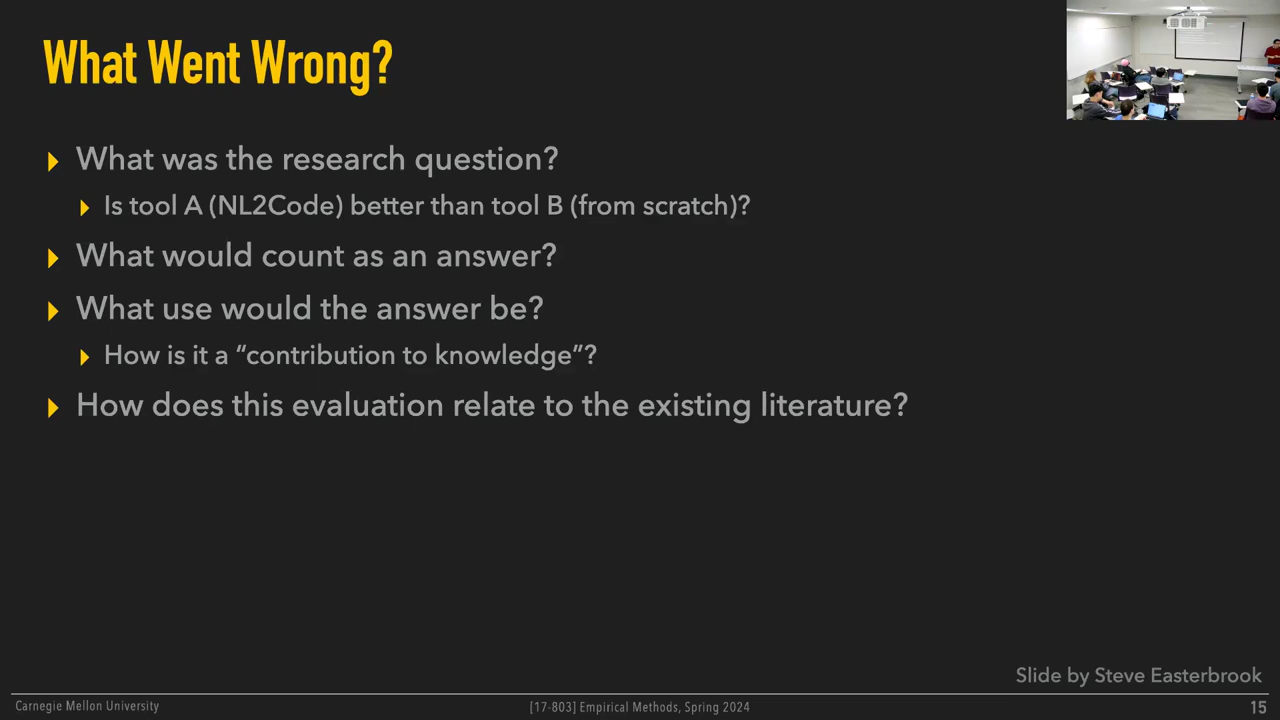 What Went Wrong?
What was the research question?
Is tool A (NL2Code) better than tool B (from scratch)?
What would count as an answer?
What use would the answer be?
How is it a “contribution to knowledge”?
How does this evaluation relate to the existing literature?
Slide by Steve Easterbrook
Carnegie Mellon University
[17-803] Empirical Methods, Spring 2024
15